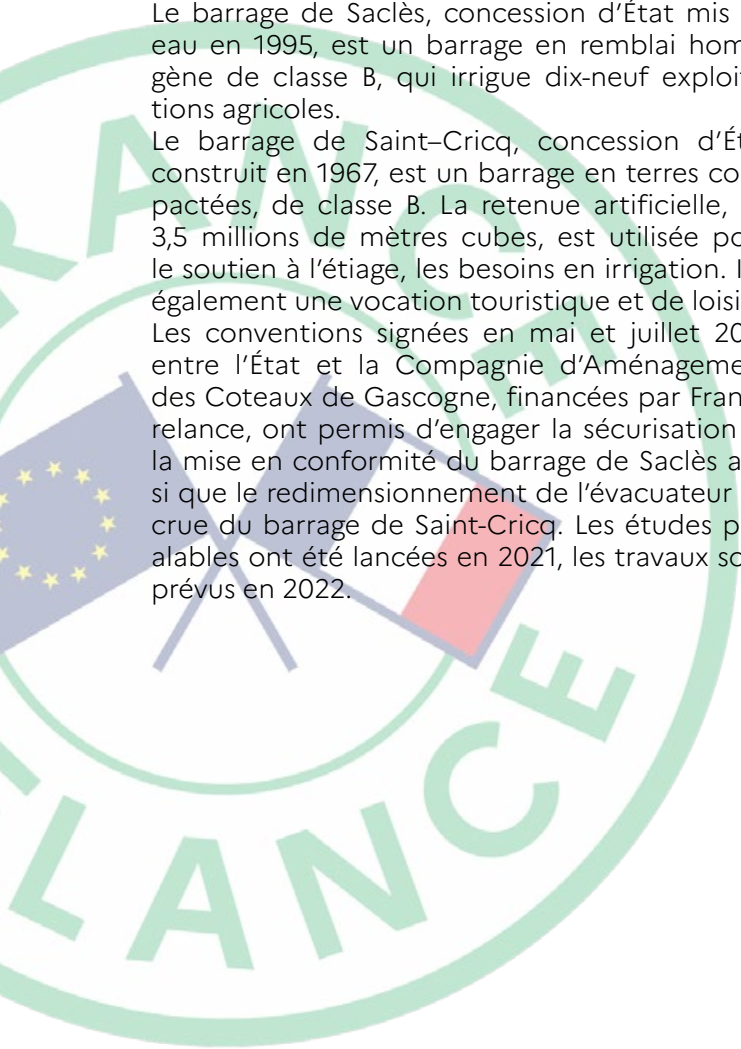 Le barrage de Saclès, concession d’État mis
eau en 1995, est un barrage en remblai hom
gène de classe B, qui irrigue dix-neuf exploi
tions agricoles.
Le barrage de Saint–Cricq, concession d’Ét
construit en 1967, est un barrage en terres co
pactées, de classe B. La retenue artificielle,
3,5 millions de mètres cubes, est utilisée po
le soutien à l’étiage, les besoins en irrigation. I
également une vocation touristique et de loisi
Les conventions signées en mai et juillet 20
entre l’État et la Compagnie d’Aménageme
des Coteaux de Gascogne, financées par Fran
relance, ont permis d’engager la sécurisation
la mise en conformité du barrage de Saclès a
si que le redimensionnement de l’évacuateur
crue du barrage de Saint-Cricq. Les études p
alables ont été lancées en 2021, les travaux so
prévus en 2022.
RANCE
LANCE